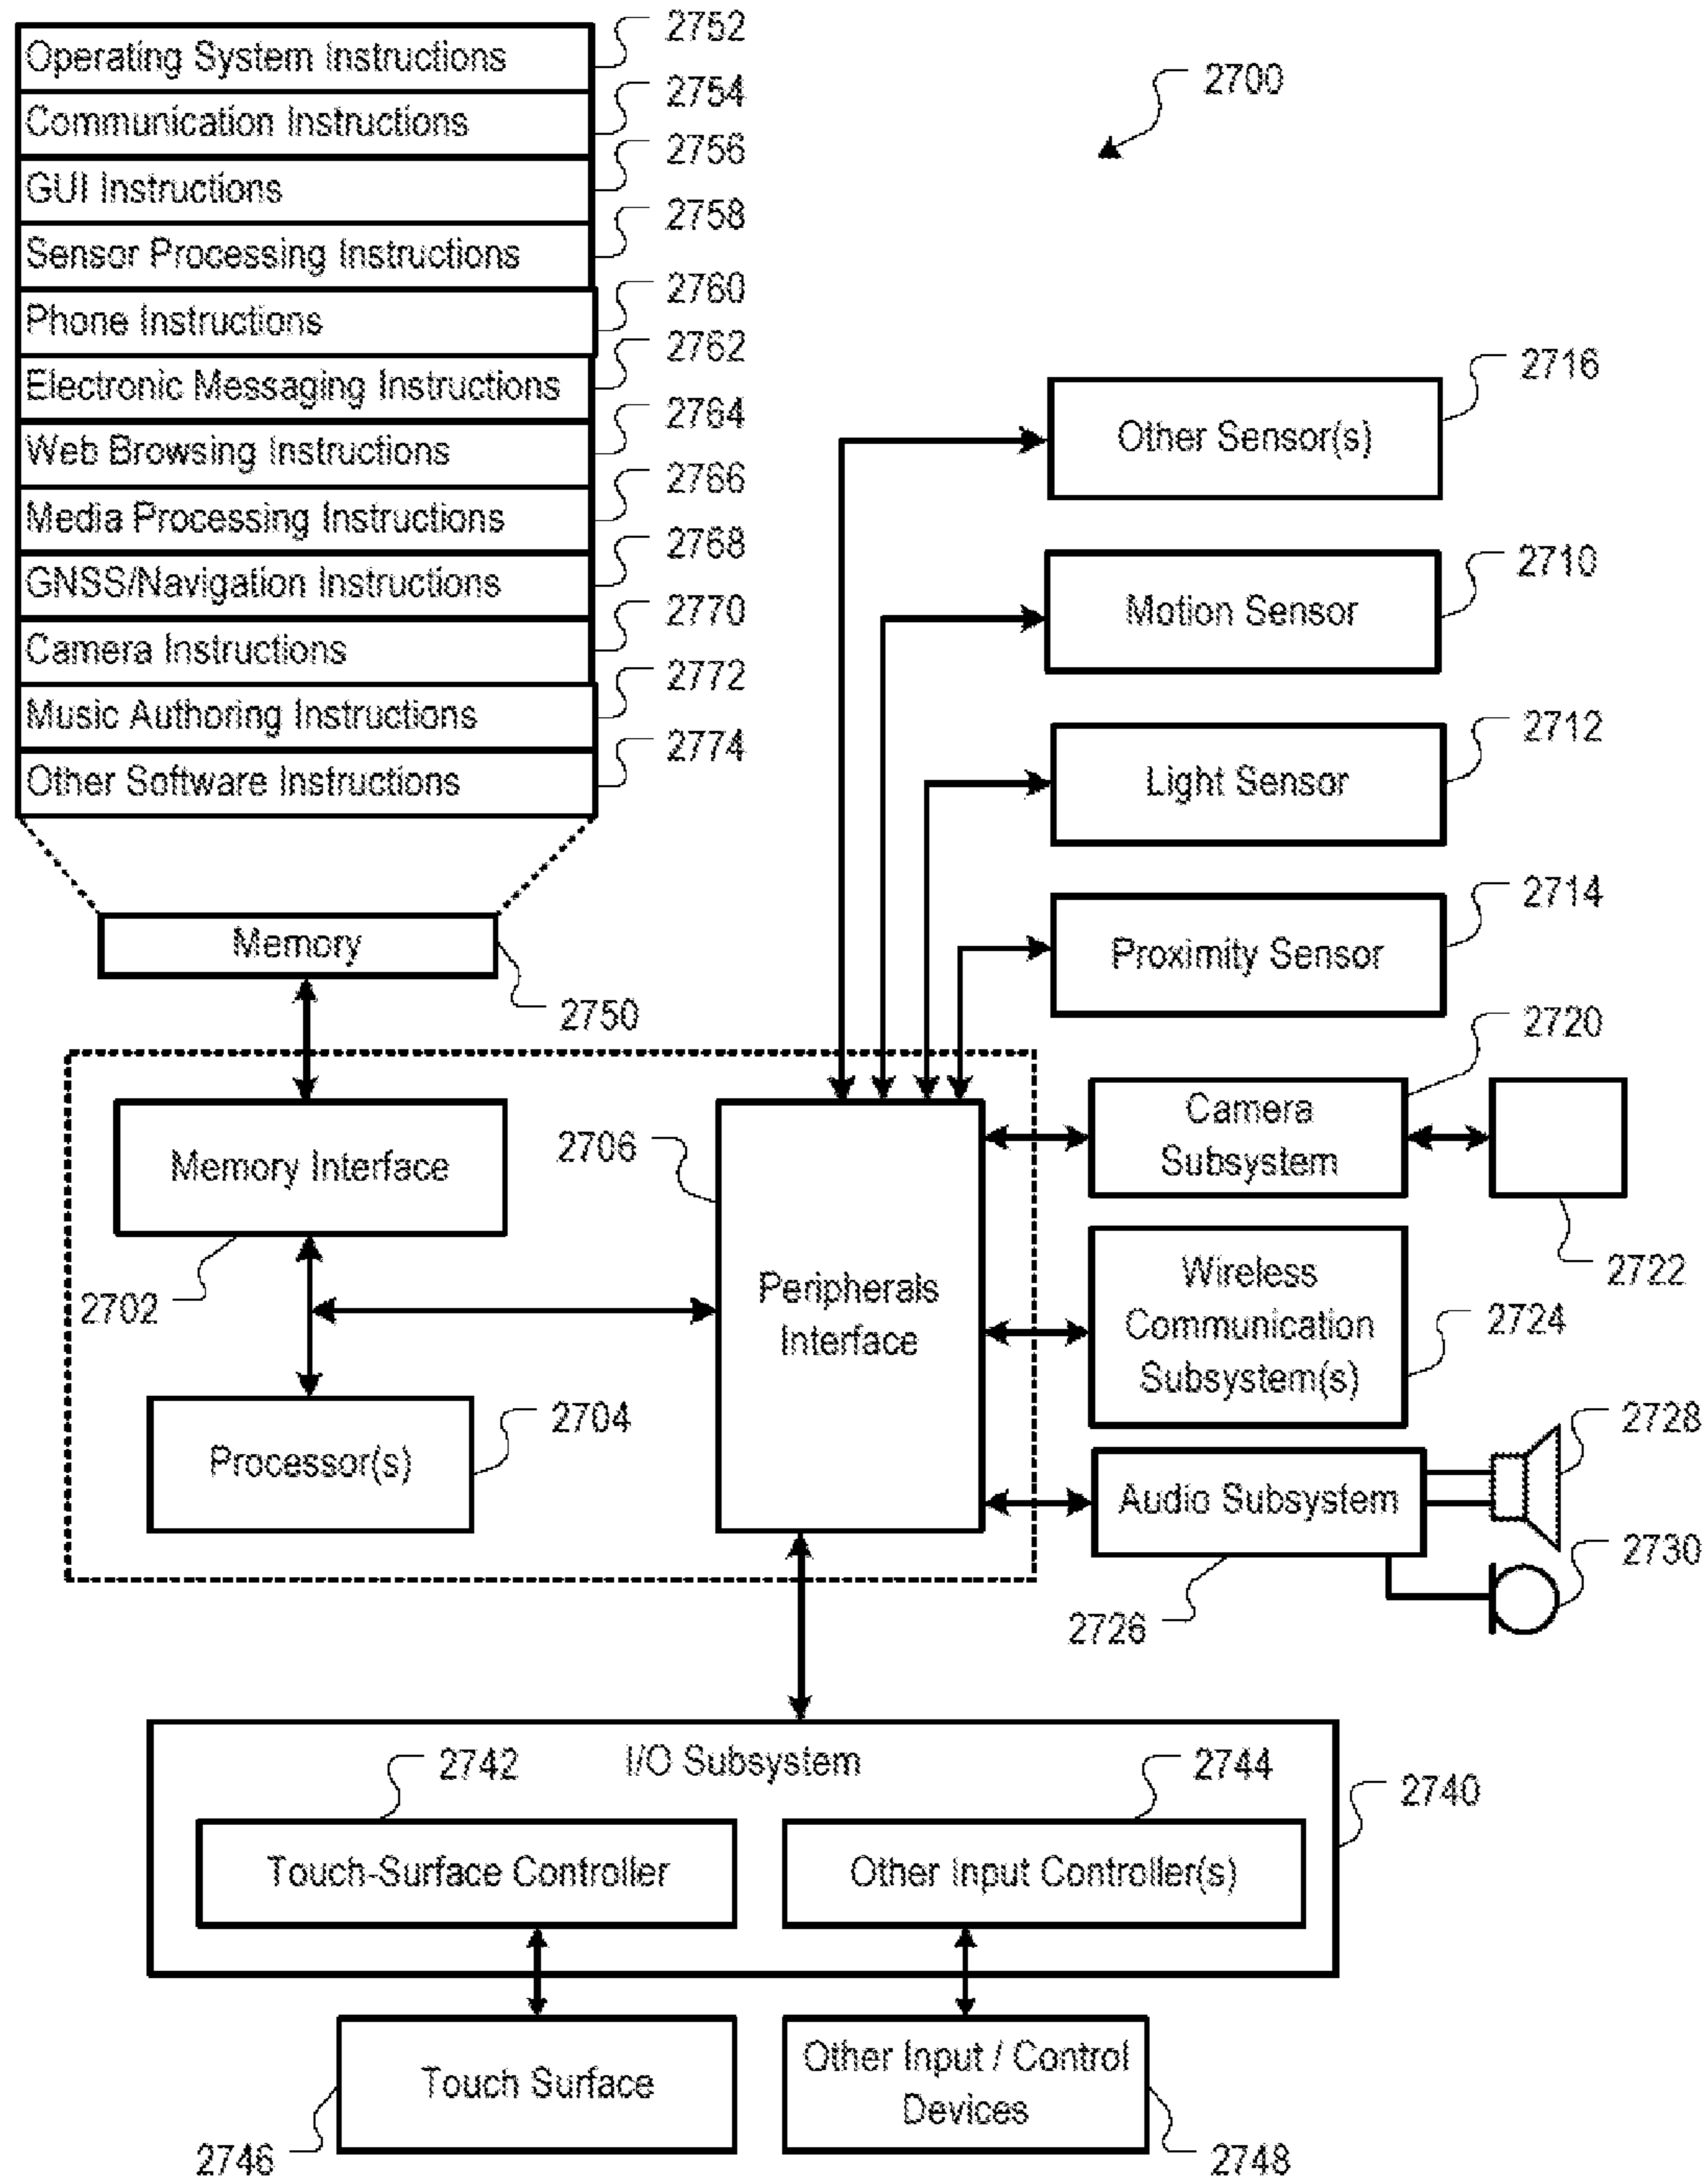 2752
Operating System Instructions
2754
Communication Instructions
2756
GUI Instructions
2758
Sensor Processing Instructions
2760
Phone Instructions
2762
Electronic Messaging Instructions
2764
Web Browsing Instructions
2766
Media Processing Instructions
2768
GNSS/Navigation Instructions
2770
Camera Instructions
2772
Music Authoring Instructions
2774
Other Software Instructions
2700
Memory
2750
2716
Other Sensor(s)
2710
Motion Sensor
2712
Light Sensor
2714
Proximity Sensor
2720
Camera
Subsystem
2722
Memory Interface
2702
2706
Peripherals
Interface
Wireless
Communication
Subsystem(s)
2724
Processor(s)
2704
2728
Audio Subsystem
2730
2726
I/O Subsystem
2742
2744
2740
Touch-Surface Controller
Other Input Controller(s)
Touch Surface
2746
Other Input / Control
Devices
2748